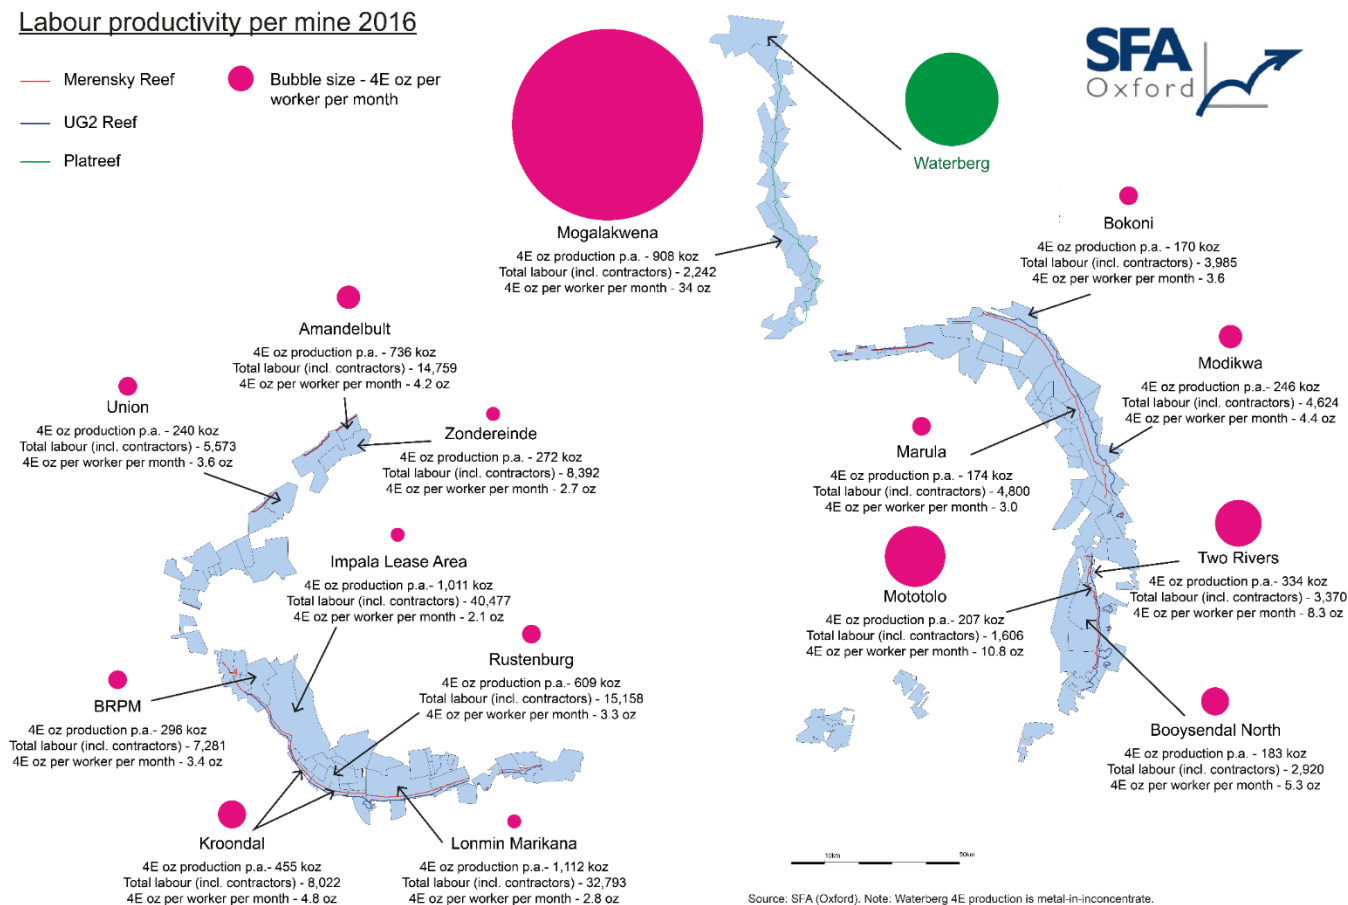 Labour productivity per mine 2016
Merensky Reef
UG2 Reef
Platreef
Bubble size - 4E oz per
worker per month
SFA
Oxford
Waterberg
Mogalakwena
4E oz production p.a. - 908 koz
Total labour (incl. contractors) - 2,242
4E oz per worker per month - 34 oz
Bokoni
4E oz production p.a. - 170 koz
Total labour (incl. contractors) - 3,985
4E oz per worker per month - 3.6
Amandelbult
4E oz production p.a. - 736 koz
Total labour (incl. contractors) - 14,759
4E oz per worker per month - 4.2 oz
Modikwa
4E oz production p.a.- 246 koz
Total labour (incl. contractors) - 4,624
4E oz per worker per month - 4.4 oz
Union
4E oz production p.a. - 240 koz
Total labour (incl. contractors) - 5,573
4E oz per worker per month - 3.6 oz
Zondereinde
4E oz production p.a. - 272 koz
Total labour (incl. contractors) - 8,392
4E oz per worker per month - 2.7 oz
Marula
4E oz production p.a. - 174 koz
Total labour (incl. contractors) - 4,800
4E oz per worker per month - 3.0
Impala Lease Area
4E oz production p.a.- 1,011 koz
Total labour (incl. contractors) - 40,477
4E oz per worker per month - 2.1 oz
Two Rivers
4E oz production p.a. - 334 koz
Total labour (incl. contractors) - 3,370
4E oz per worker per month - 8.3 oz
Mototolo
4E oz production p.a.- 207 koz
Total labour (incl. contractors) - 1,606
4E oz per worker per month - 10.8 oz
Rustenburg
4E oz production p.a. - 609 koz
Total labour (incl. contractors) - 15,158
4E oz per worker per month - 3.3 oz
BRPM
4E oz production p.a. - 296 koz
Total labour (incl. contractors) - 7,281
4E oz per worker per month - 3.4 oz
Booysendal North
4E oz production p.a. - 183 koz
Total labour (incl. contractors) - 2,920
4E oz per worker per month - 5.3 oz
Kroondal
4E oz production p.a.- 455 koz
Total labour (incl. contractors) - 8,022
4E oz per worker per month - 4.8 oz
Lonmin Marikana
4E oz production p.a.- 1,112 koz
Total labour (incl. contractors) - 32,793
4E oz per worker per month - 2.8 oz
10km
50km
Source: SFA (Oxford). Note: Waterberg 4E production is metal-in-inconcentrate.